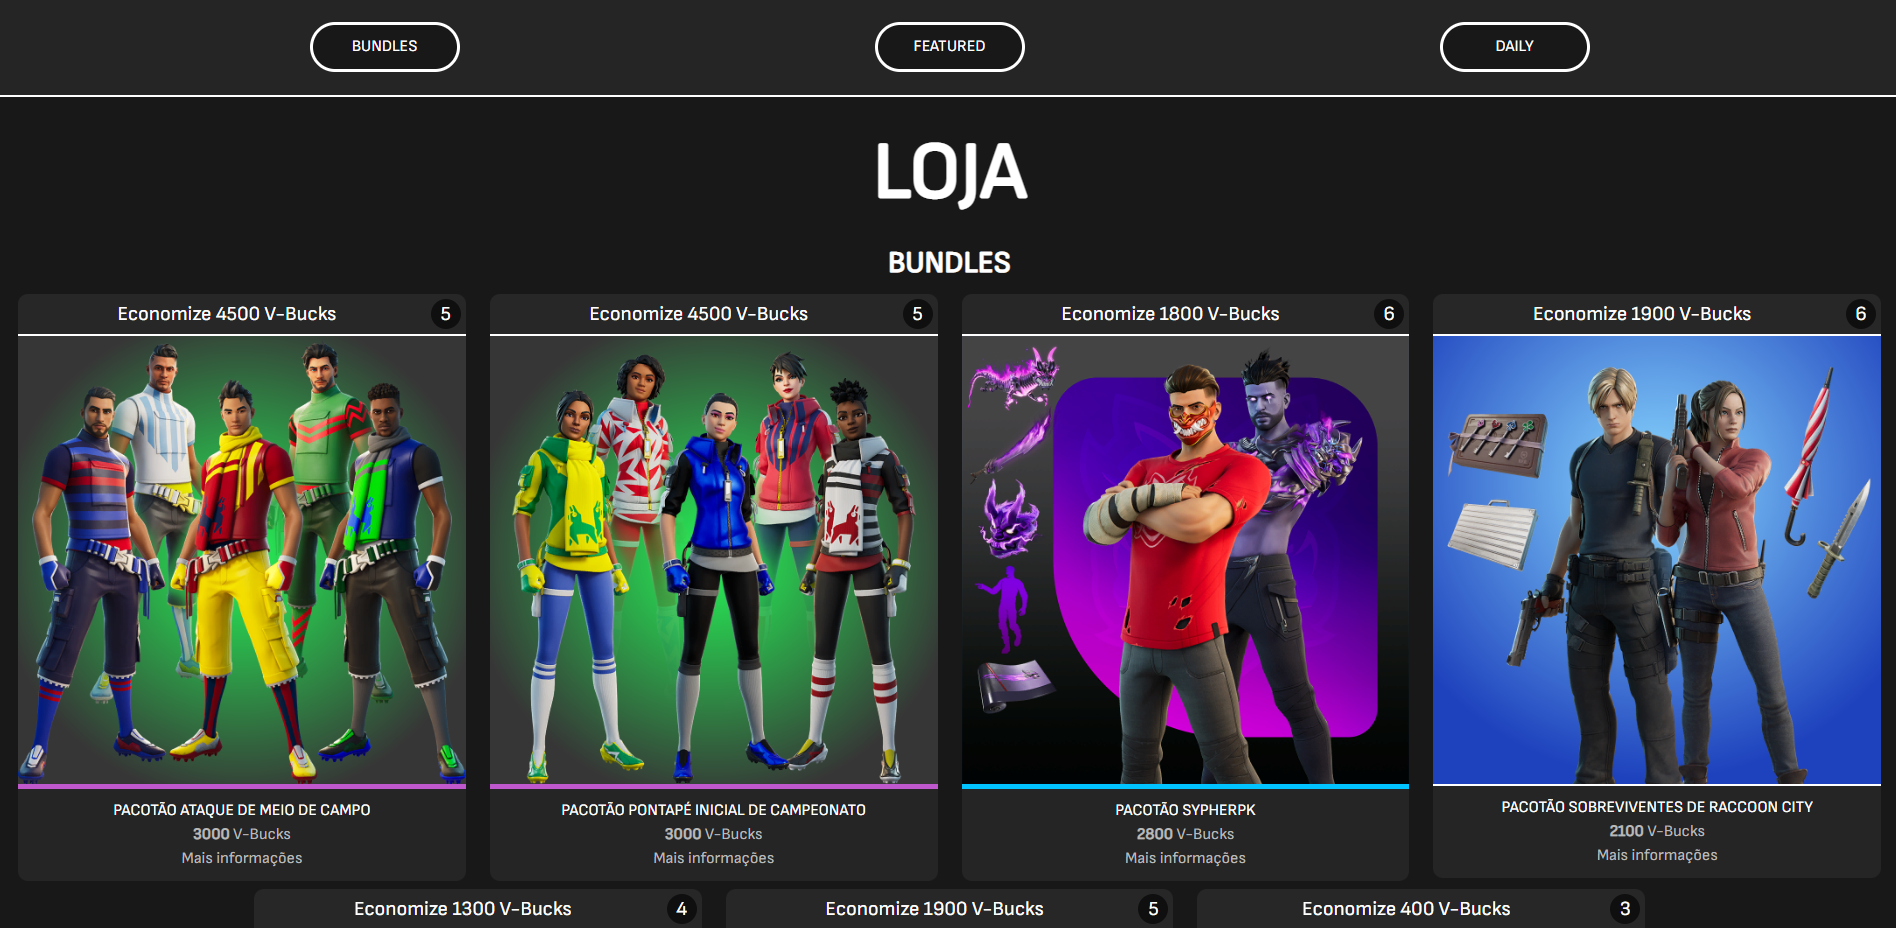 BUNDLES
FEATURED
DAILY
LOJA
BUNDLES
Economize 4500 V-Bucks 5
PACOTÃO ATAQUE DE MEIO DE CAMPO
3000 V-Bucks
Mais informações
Economize 4500 V-Bucks 5
PACOTÃO PONTAPÉ INICIAL DE CAMPEONATO
3000 V-Bucks
Mais informações
Economize 1800 V-Bucks 6
PACOTÃO SYPHERPK
2800 V-Bucks
Mais informações
Economize 1900 V-Bucks 6
PACOTÃO SOBREVIVENTES DE RACCOON CITY
2100 V-Bucks
Mais informações
Economize 1300 V-Bucks 4
Economize 1900 V-Bucks 5
Economize 400 V-Bucks 3